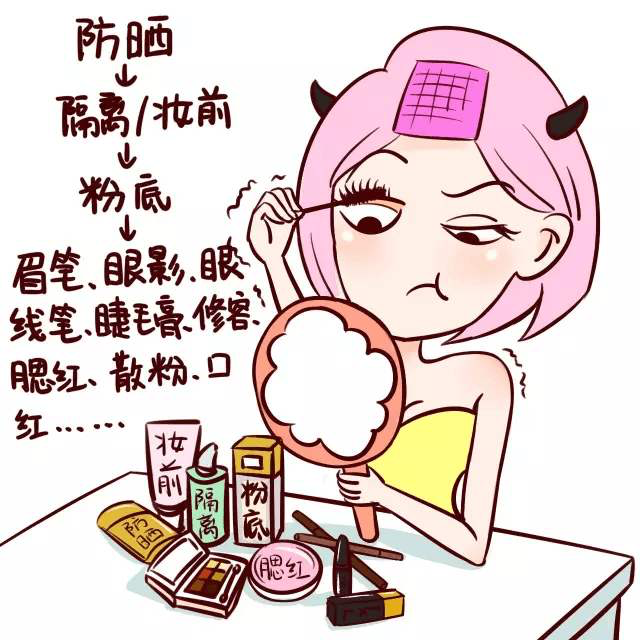 防晒
↓
隔离/妆前
↓
粉底
↓
眉笔、眼影、眼
线笔、睫毛膏、修容、
腮红、散粉、口
红……
妆前
隔离
粉底
防晒
腮红